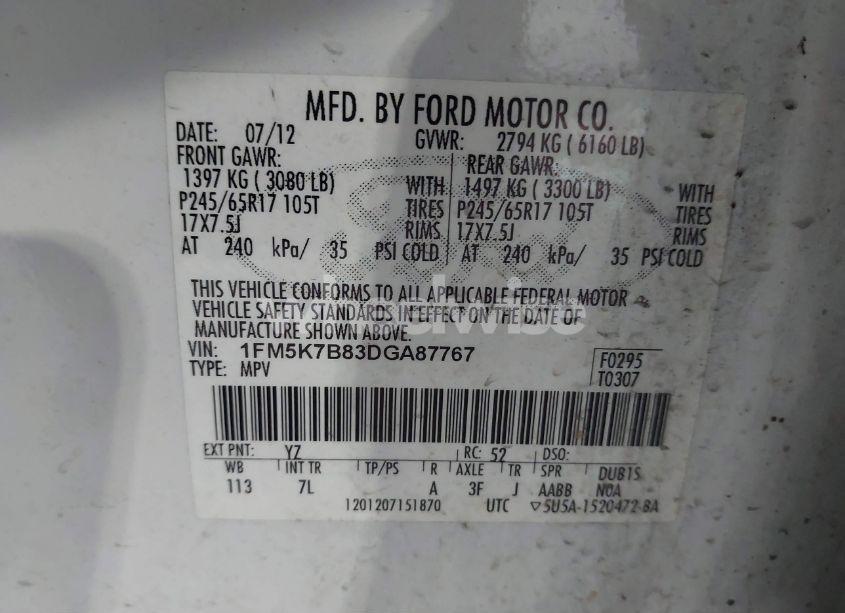 MFD. BY FORD MOTOR CO.
DATE: 07/12 GVWR: 2794 KG ( 6160 LB)
FRONT GAWR: REAR GAWR:
1397 KG ( 3080 LB) WITH 1497 KG ( 3300 LB) WITH
P245/65R17 105T TIRES P245/65R17 105T TIRES
17X7.5J RIMS 17X7.5J RIMS
AT 240 kPa/ 35 PSI COLD AT 240 kPa/ 35 PSI COLD
THIS VEHICLE CONFORMS TO ALL APPLICABLE FEDERAL MOTOR
VEHICLE SAFETY STANDARDS IN EFFECT ON THE DATE OF
MANUFACTURE SHOWN ABOVE.
VIN: 1FM5K7B83DGA87767
TYPE: MPV
F0295
T0307
EXT PNT: YZ RC: 52 DSO:
WB INT TR TP/PS R AXLE TR SPR DUB1S
113 7L A 3F J AABB N0A
1201207151870 UTC ▽5U5A-1520472-BA